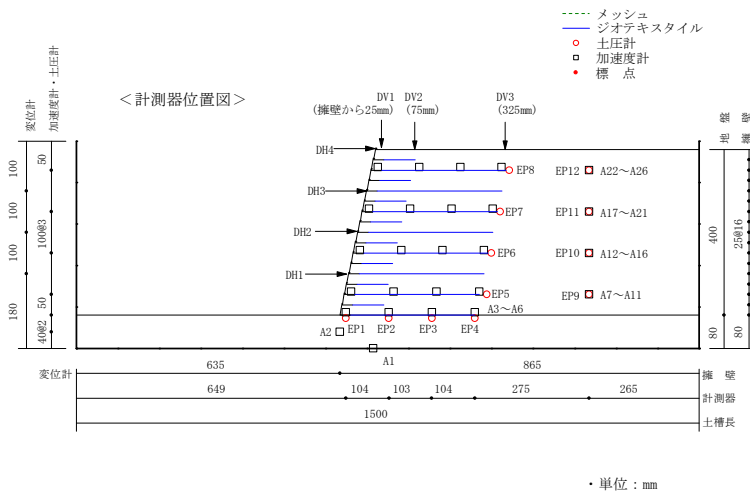 メッシュ
ジオテキスタイル
土圧計
加速度計
標 点
＜計測器位置図＞
DV1
(擁壁から25mm)
DV2
(75mm)
DV3
(325mm)
変位計
加速度計・土圧計
地盤
擁壁
DH4
DH3
DH2
DH1
EP8
EP12
A22～A26
EP7
EP11
A17～A21
EP6
EP10
A12～A16
EP5
EP9
A7～A11
A3～A6
EP1
EP2
EP3
EP4
A2
A1
100
100
100
180
50
100@3
50
40@2
400
80
25@16
80
変位計
635
865
擁 壁
649
104
103
104
275
265
計測器
1500
土槽長
・単位：mm